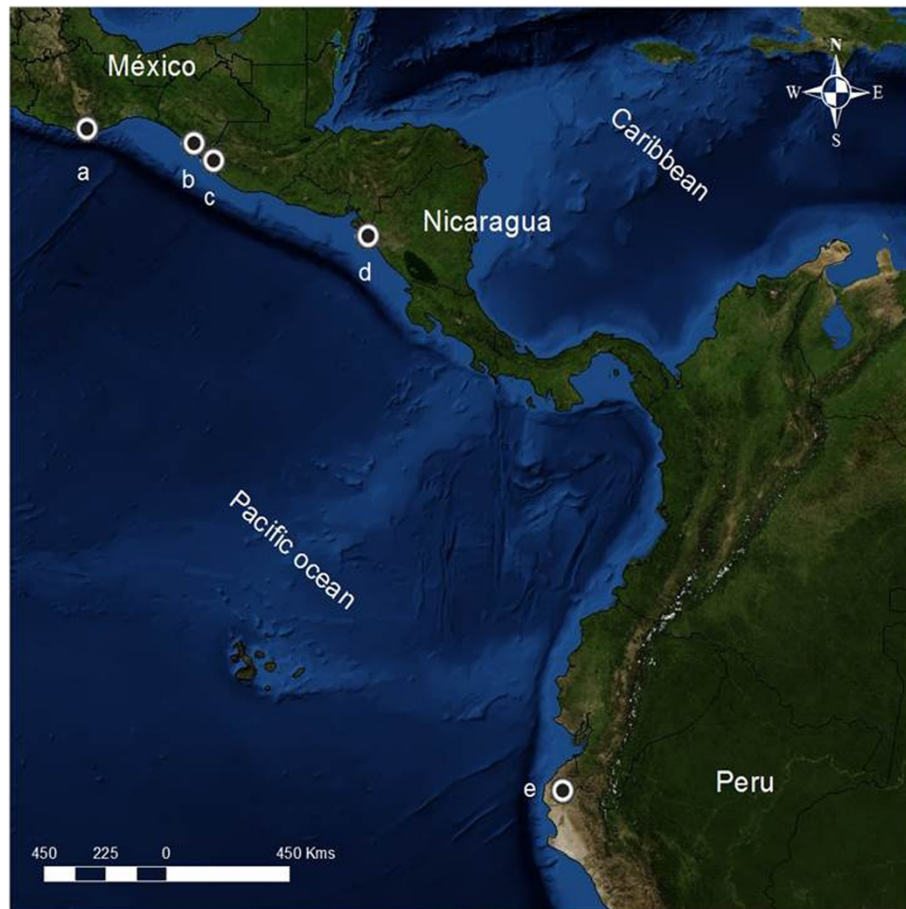 México
N
W E
S
Caribbean
a
b
c
Nicaragua
d
Pacific ocean
e
Peru
450 225 0 450 Kms